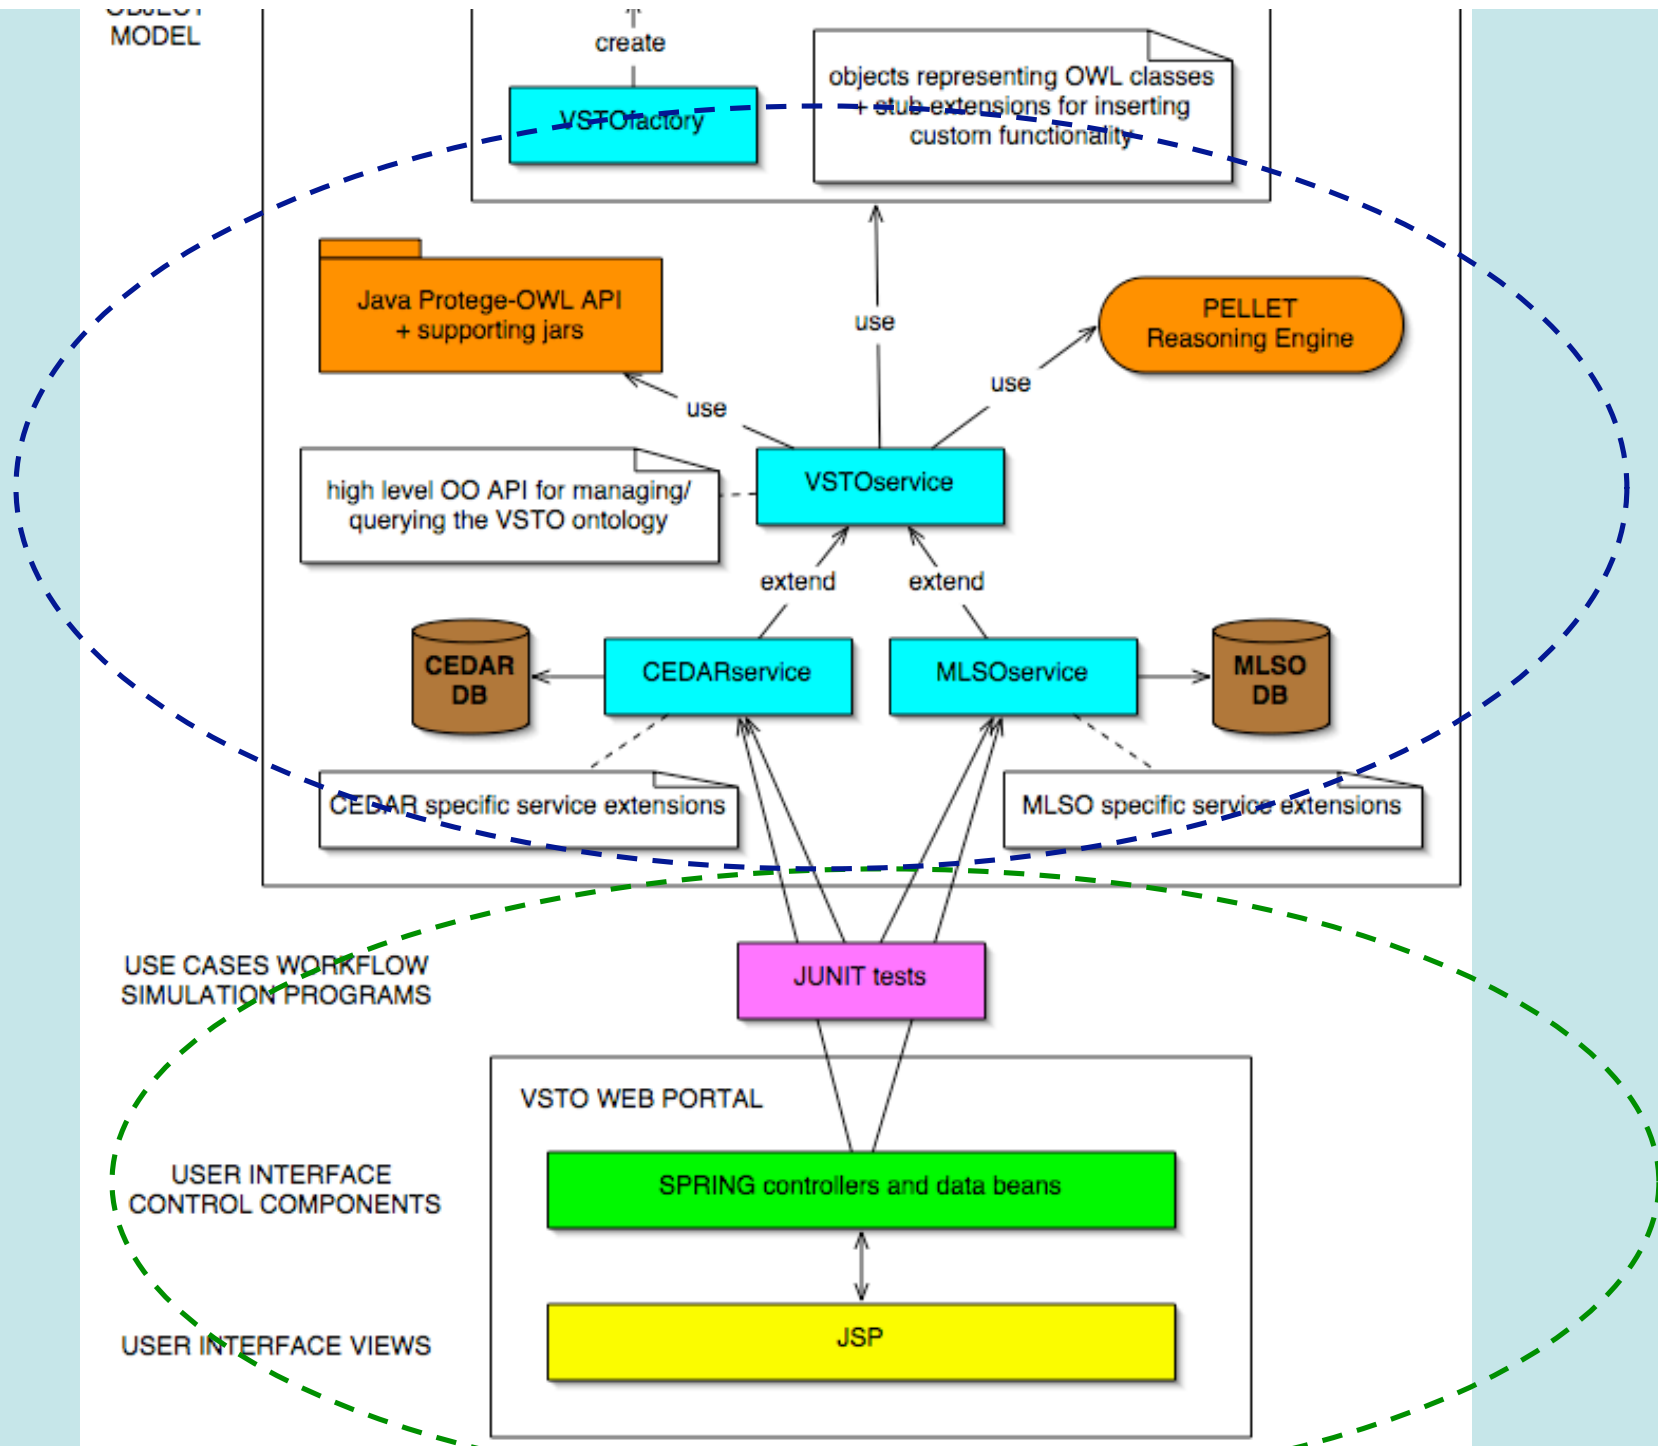 OBJECT
MODEL
create
objects representing OWL classes
+ stub extensions for inserting
custom functionality
VSTOfactory
Java Protege-OWL API
+ supporting jars
use
PELLET
Reasoning Engine
use
use
high level OO API for managing/
querying the VSTO ontology
VSTOservice
extend
extend
CEDAR
DB
CEDARservice
MLSOservice
MLSO
DB
CEDAR specific service extensions
MLSO specific service extensions
USE CASES WORKFLOW
SIMULATION PROGRAMS
JUNIT tests
VSTO WEB PORTAL
USER INTERFACE
CONTROL COMPONENTS
SPRING controllers and data beans
USER INTERFACE VIEWS
JSP